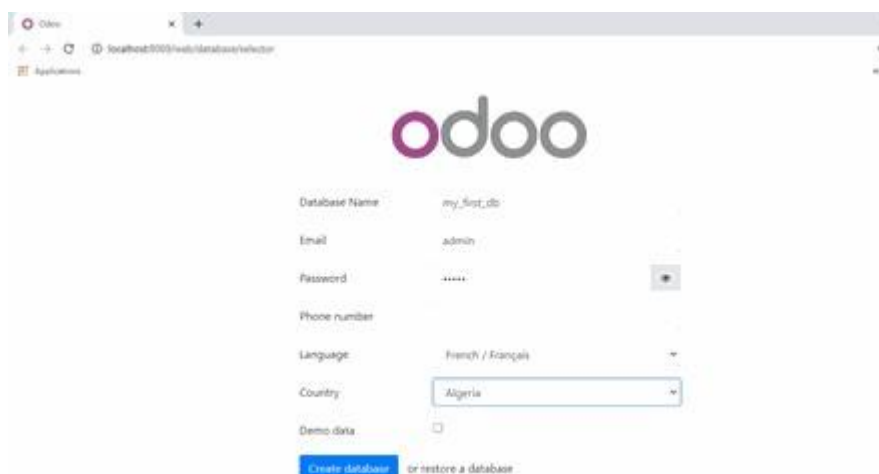 Odoo
localhost:8069/web/database/selector
Applications
odoo
Database Name my_first_db
Email admin
Password •••••
Phone number
Language French / Français
Country Algeria
Demo data
Create database or restore a database